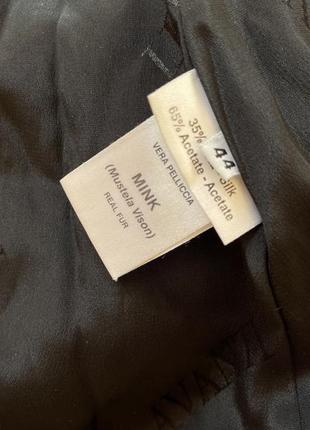 VERA PELLICCIA
MINK
(Mustela Vison)
REAL FUR
44
35% Silk
65% Acetate - Acetate